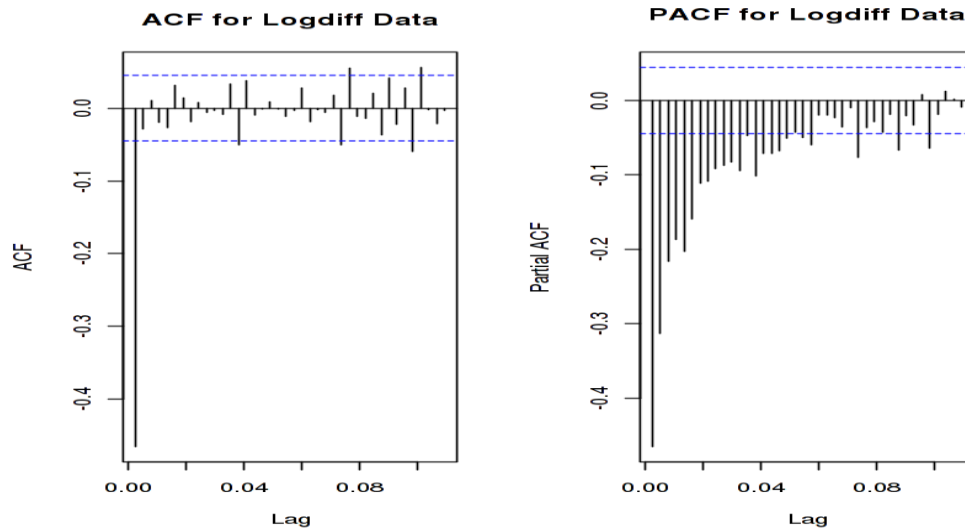 ACF for Logdiff Data
ACF
0.0
-0.1
-0.2
-0.3
-0.4
0.00
0.04
0.08
Lag
PACF for Logdiff Data
Partial ACF
0.0
-0.1
-0.2
-0.3
-0.4
0.00
0.04
0.08
Lag